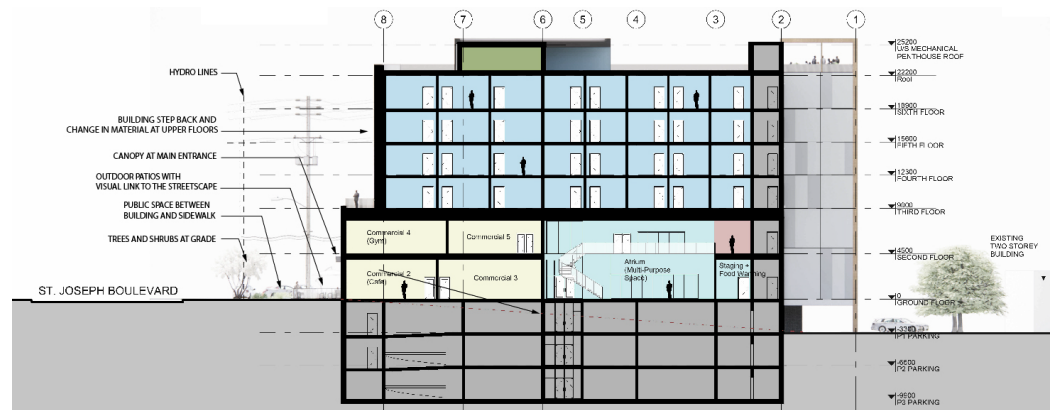 8
7
6
5
4
3
2
1
25200
U/S MECHANICAL
PENTHOUSE ROOF
22200
Roof
18900
SIXTH FLOOR
15600
FIFTH FLOOR
12300
FOURTH FLOOR
9000
THIRD FLOOR
4500
SECOND FLOOR
0
GROUND FLOOR
-3300
P1 PARKING
-6600
P2 PARKING
-9900
P3 PARKING
HYDRO LINES
BUILDING STEP BACK AND
CHANGE IN MATERIAL AT UPPER FLOORS
CANOPY AT MAIN ENTRANCE
OUTDOOR PATIOS WITH
VISUAL LINK TO THE STREETSCAPE
PUBLIC SPACE BETWEEN
BUILDING AND SIDEWALK
TREES AND SHRUBS AT GRADE
ST. JOSEPH BOULEVARD
Commercial 4
(Gym)
Commercial 5
Commercial 2
(Cafe)
Commercial 3
Atrium
(Multi-Purpose
Space)
Staging +
Food Warming
EXISTING
TWO STOREY
BUILDING